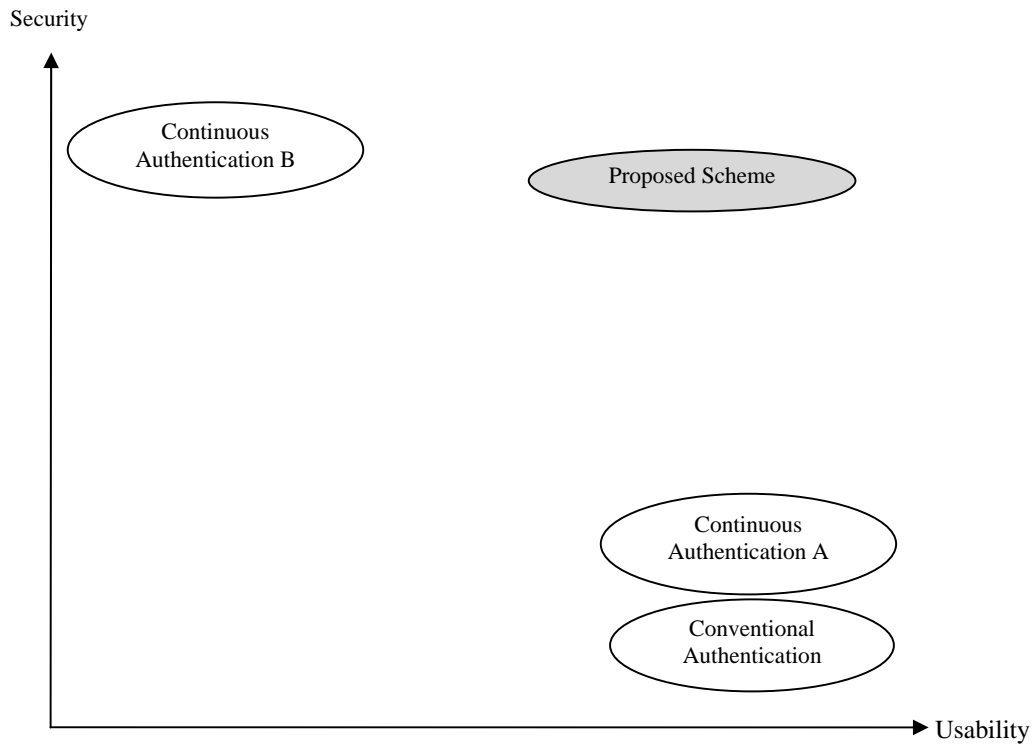 Security
Continuous
Authentication B
Proposed Scheme
Continuous
Authentication A
Conventional
Authentication
Usability